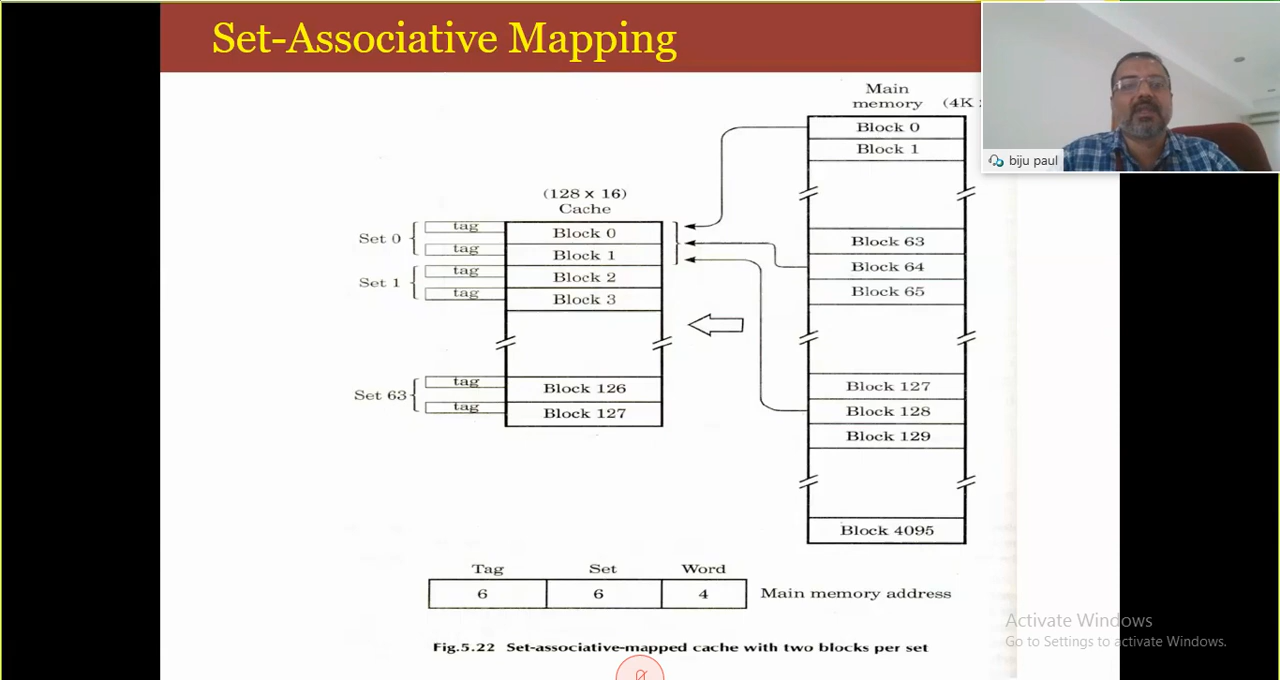 Set-Associative Mapping
Main
memory (4K
Block 0
Block 1
biju paul
(128 x 16)
Cache
Set 0
tag
Block 0
tag
Block 1
Set 1
tag
Block 2
tag
Block 3
Block 63
Block 64
Block 65
Set 63
tag
Block 126
tag
Block 127
Block 127
Block 128
Block 129
Block 4095
Tag Set Word
6 6 4 Main memory address
Activate Windows
Go to Settings to activate Windows.
Fig.5.22 Set-associative-mapped cache with two blocks per set